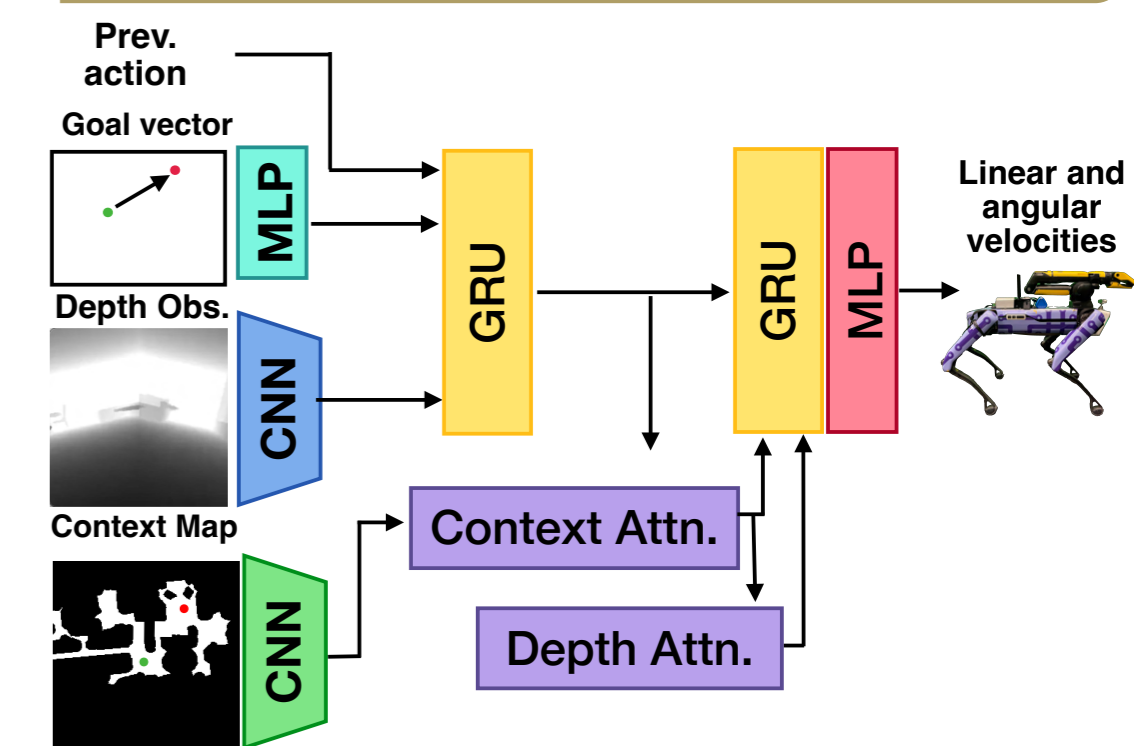 Prev.
action
Goal vector
MLP
Depth Obs.
CNN
Context Map
CNN
GRU
Context Attn.
Depth Attn.
GRU
MLP
Linear and
angular
velocities